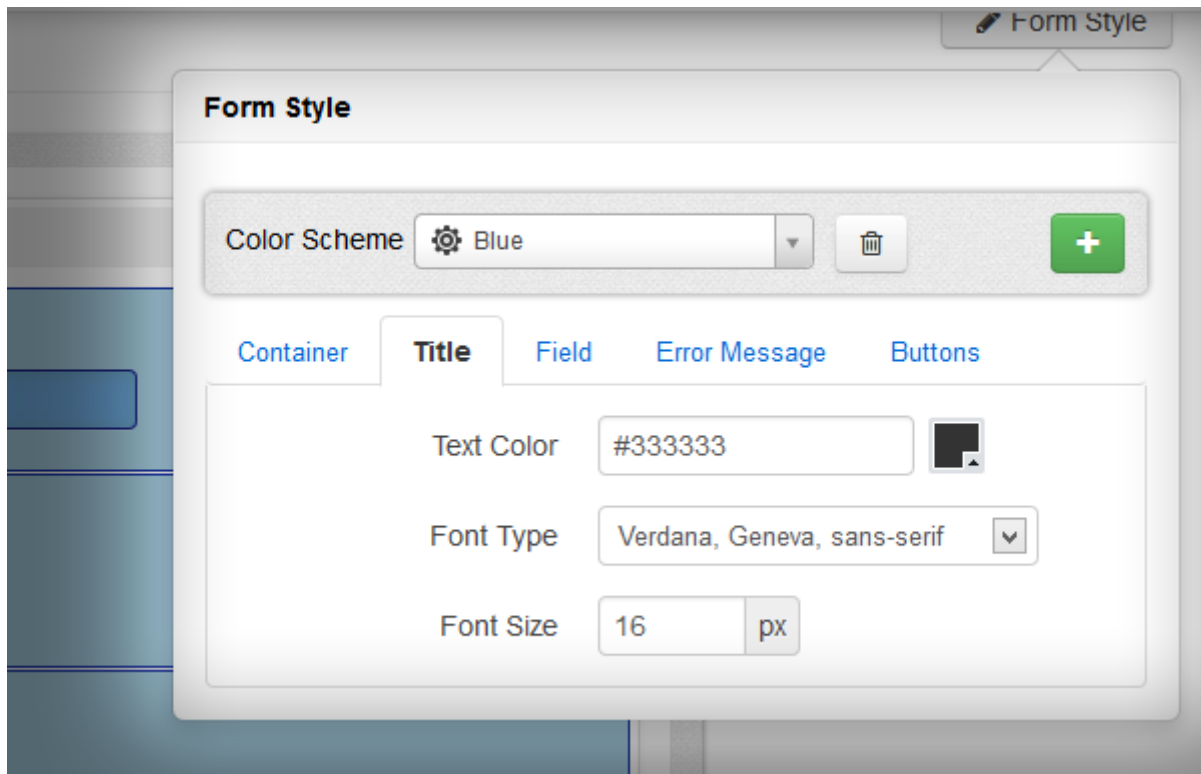 Form Style
Form Style
Color Scheme Blue
Container Title Field Error Message Buttons
Text Color #333333
Font Type Verdana, Geneva, sans-serif
Font Size 16 px